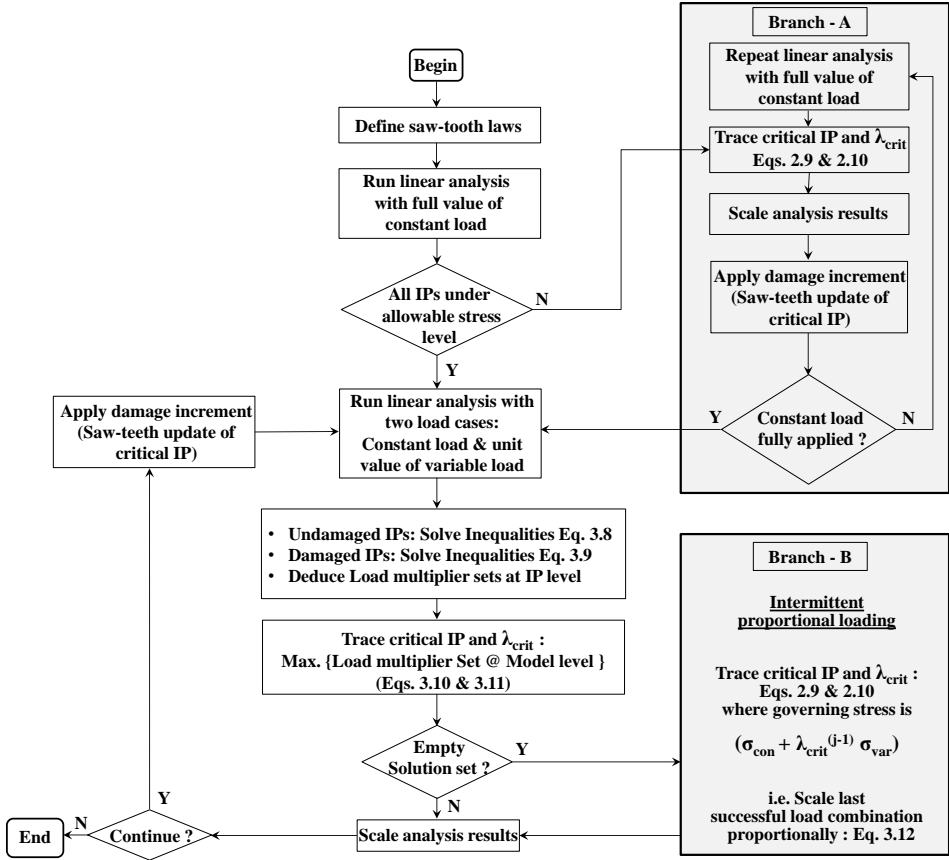 Begin
Define saw-tooth laws
Run linear analysis
with full value of
constant load
All IPs under
allowable stress
level
N
Y
Branch - A
Repeat linear analysis
with full value of
constant load
Trace critical IP and λcrit
Eqs. 2.9 & 2.10
Scale analysis results
Apply damage increment
(Saw-teeth update of
critical IP)
Constant load
fully applied ?
Y
N
Apply damage increment
(Saw-teeth update of
critical IP)
Run linear analysis with
two load cases:
Constant load & unit
value of variable load
• Undamaged IPs: Solve Inequalities Eq. 3.8
• Damaged IPs: Solve Inequalities Eq. 3.9
• Deduce Load multiplier sets at IP level
Trace critical IP and λcrit :
Max. {Load multiplier Set @ Model level }
(Eqs. 3.10 & 3.11)
Empty
Solution set ?
Y
N
Branch - B
Intermittent
proportional loading
Trace critical IP and λcrit :
Eqs. 2.9 & 2.10
where governing stress is
(σcon + λcrit(j-1) σvar)
i.e. Scale last
successful load combination
proportionally : Eq. 3.12
Scale analysis results
Continue ?
Y
N
End